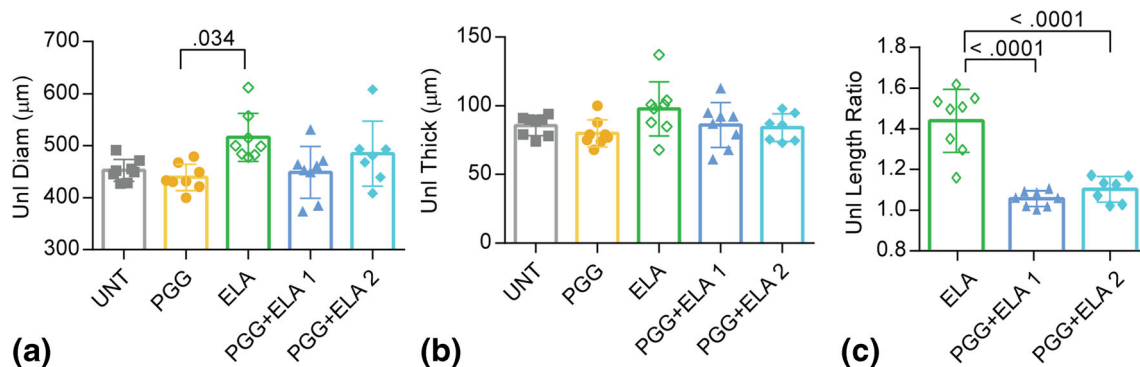 700
600
500
400
300
Unl Diam (μm)
.034
UNT
PGG
ELA
PGG+ELA 1
PGG+ELA 2
(a)
150
100
50
0
Unl Thick (μm)
UNT
PGG
ELA
PGG+ELA 1
PGG+ELA 2
(b)
< .0001
< .0001
1.8
1.6
1.4
1.2
1.0
0.8
Unl Length Ratio
ELA
PGG+ELA 1
PGG+ELA 2
(c)